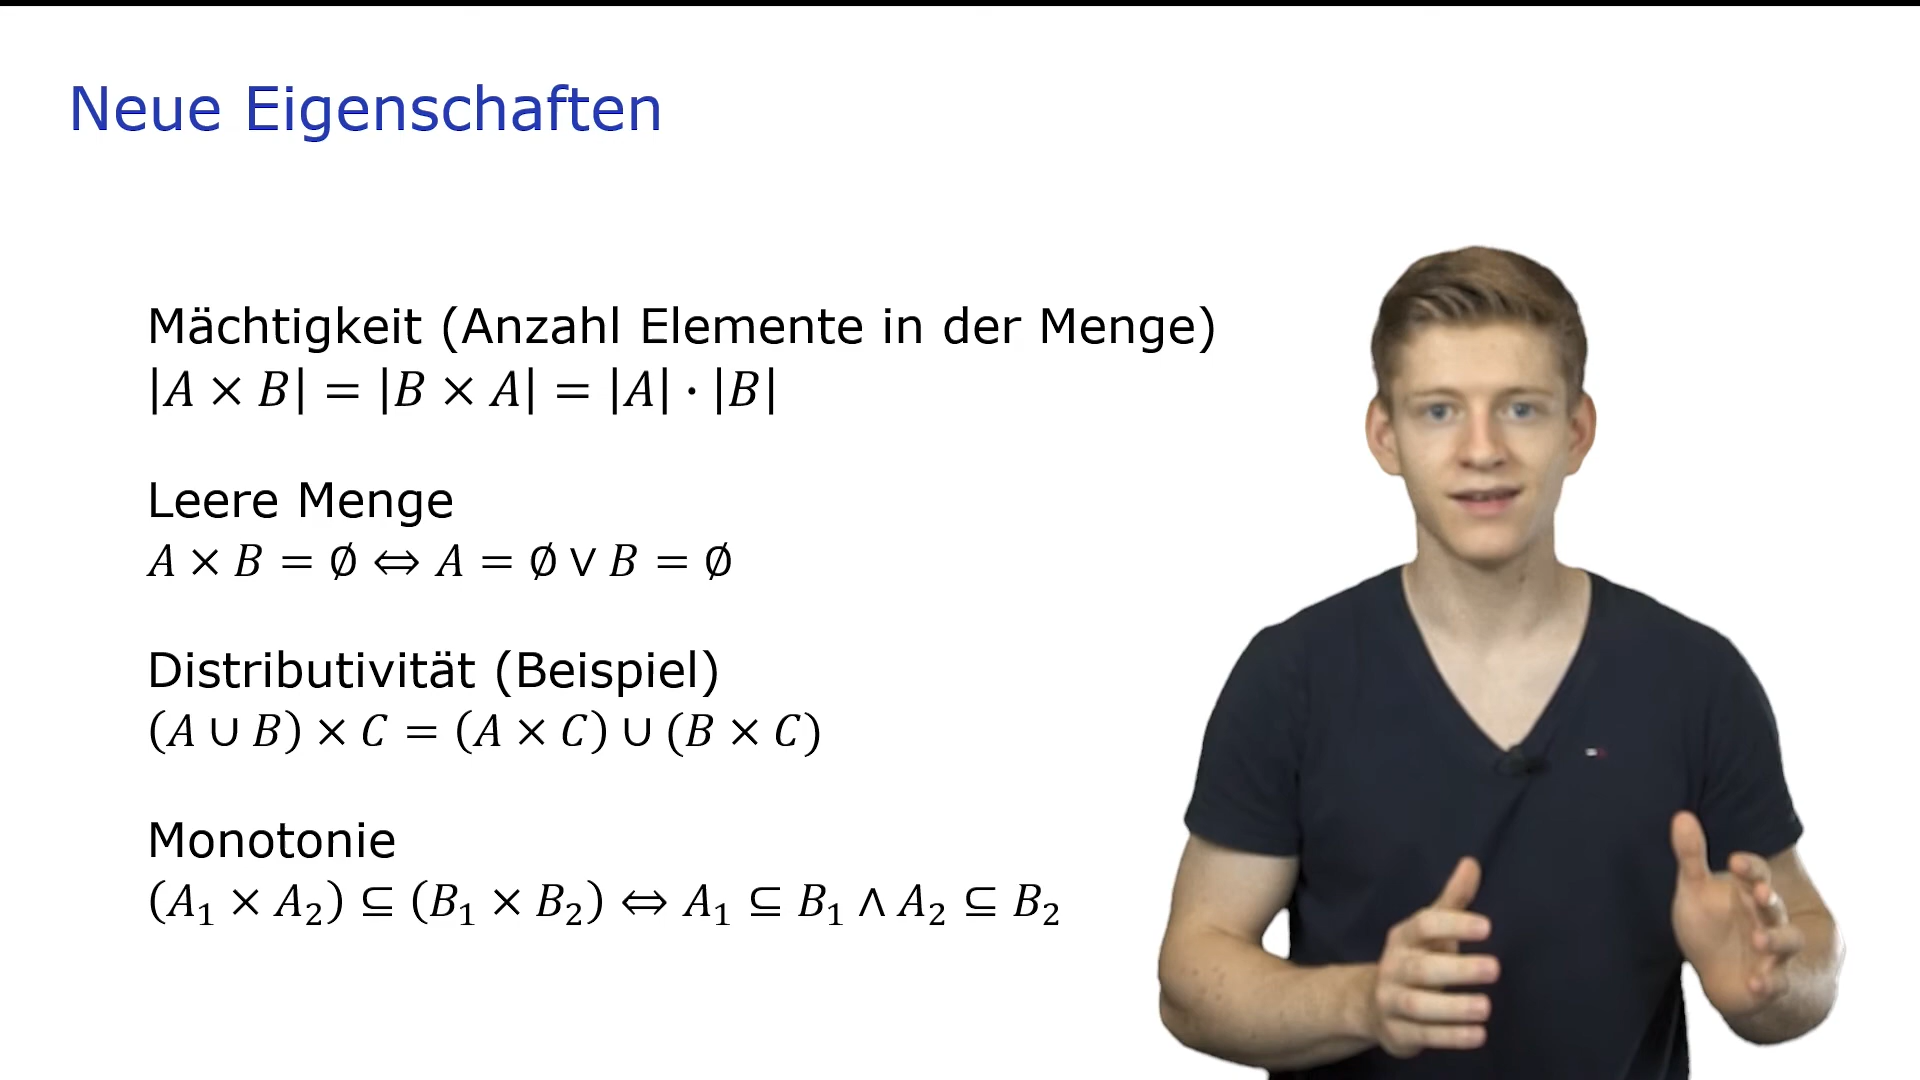 Neue Eigenschaften
Mächtigkeit (Anzahl Elemente in der Menge)
|A × B| = |B × A| = |A| · |B|
Leere Menge
A × B = ∅ ⇔ A = ∅ ∨ B = ∅
Distributivität (Beispiel)
(A ∪ B) × C = (A × C) ∪ (B × C)
Monotonie
(A₁ × A₂) ⊆ (B₁ × B₂) ⇔ A₁ ⊆ B₁ ∧ A₂ ⊆ B₂